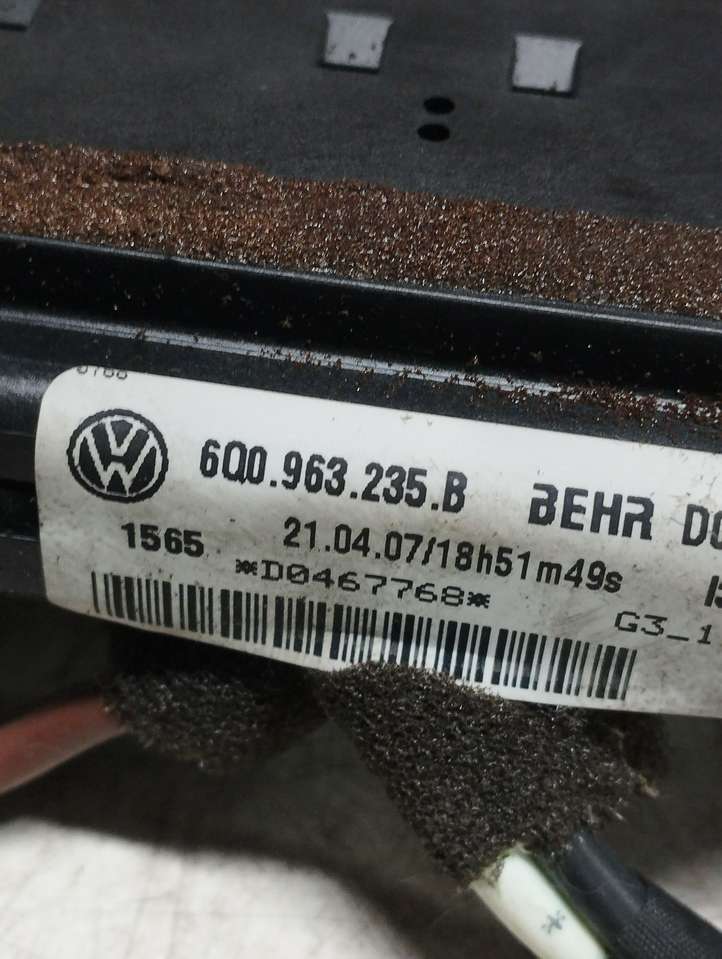 6Q0.963.235.B BEHR
1565 21.04.07/18h51m49s
*D0467768*
G3_1